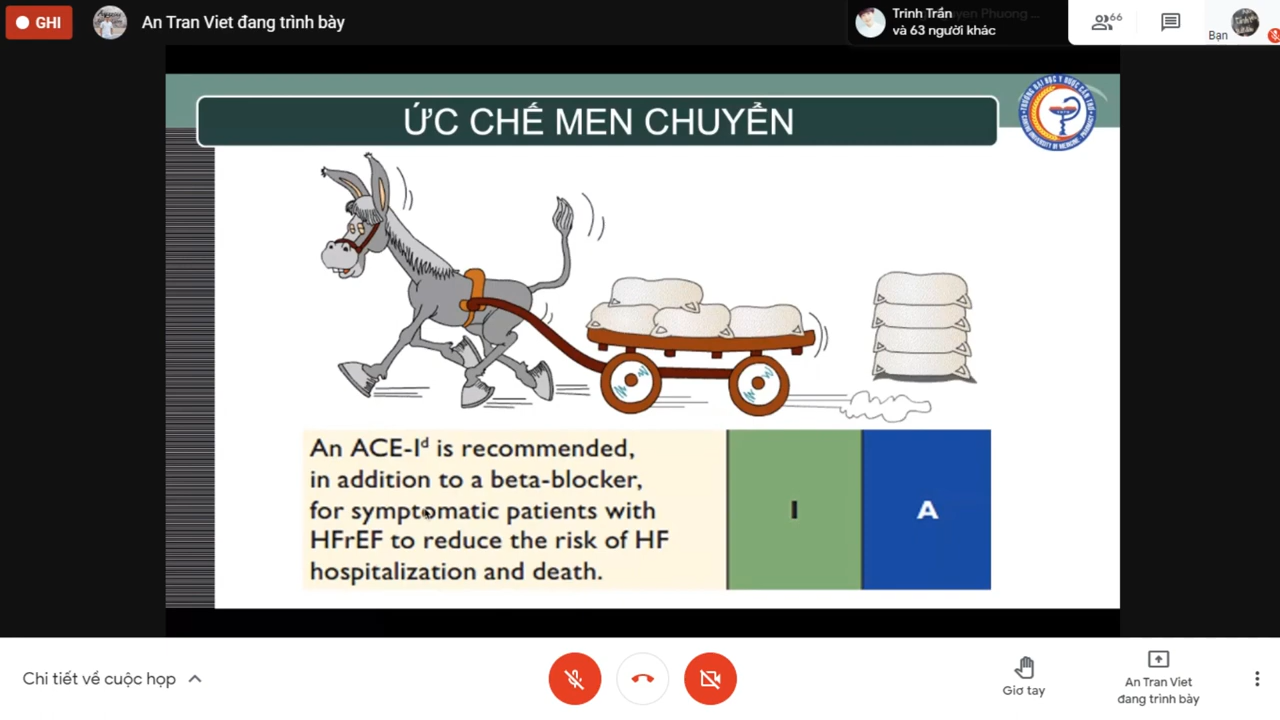 GHI
An Tran Viet đang trình bày
Trinh Trần
và 63 người khác
66
Bạn
ỨC CHẾ MEN CHUYỂN
An ACE-Iᵈ is recommended,
in addition to a beta-blocker,
for symptomatic patients with
HFrEF to reduce the risk of HF
hospitalization and death.
I
A
Chi tiết về cuộc họp
Giơ tay
An Tran Viet
đang trình bày